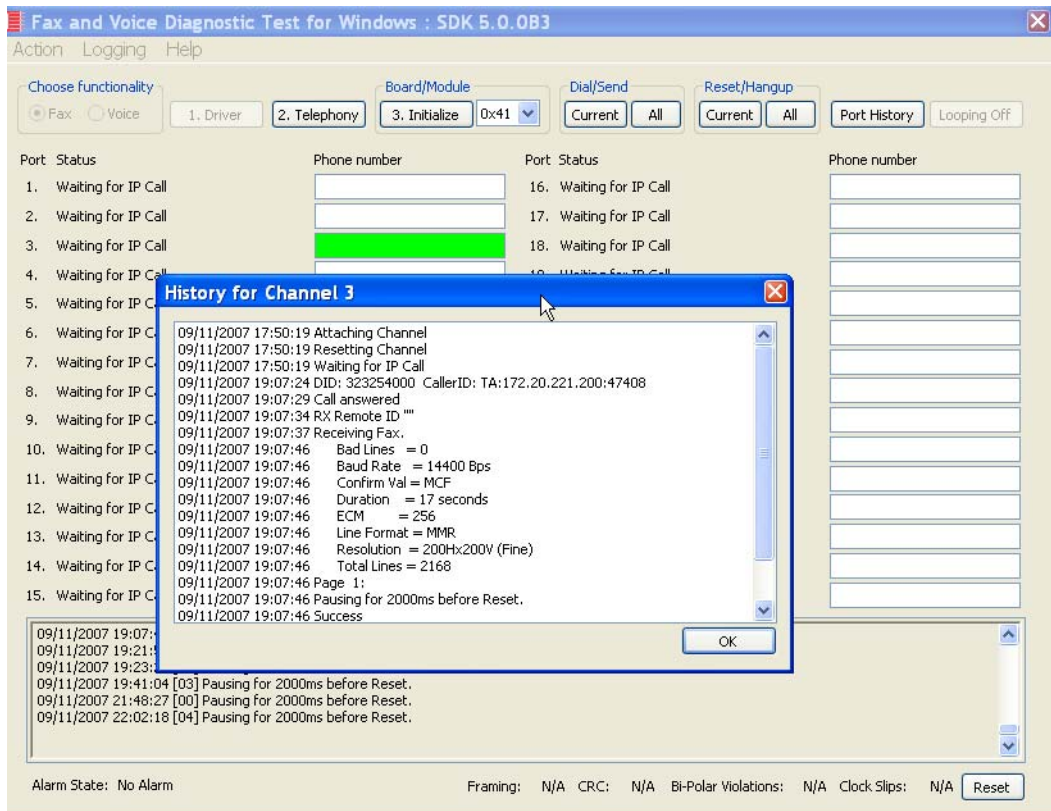 Fax and Voice Diagnostic Test for Windows : SDK 5.0.0B3
Action Logging Help
Choose functionality Board/Module Dial/Send Reset/Hangup
Fax Voice 1. Driver 2. Telephony 3. Initialize 0x41 Current All Current All Port History Looping Off
Port Status Phone number Port Status Phone number
1. Waiting for IP Call 16. Waiting for IP Call
2. Waiting for IP Call 17. Waiting for IP Call
3. Waiting for IP Call 18. Waiting for IP Call
4. Waiting for IP Call
5. Waiting for IP
6. Waiting for IP
7. Waiting for IP
8. Waiting for IP
9. Waiting for IP
10. Waiting for IP
11. Waiting for IP
12. Waiting for IP
13. Waiting for IP
14. Waiting for IP
15. Waiting for IP
History for Channel 3
09/11/2007 17:50:19 Attaching Channel
09/11/2007 17:50:19 Resetting Channel
09/11/2007 17:50:19 Waiting for IP Call
09/11/2007 19:07:24 DID: 323254000 CallerID: TA:172.20.221.200:47408
09/11/2007 19:07:29 Call answered
09/11/2007 19:07:34 RX Remote ID ""
09/11/2007 19:07:37 Receiving Fax.
09/11/2007 19:07:46 Bad Lines = 0
09/11/2007 19:07:46 Baud Rate = 14400 Bps
09/11/2007 19:07:46 Confirm Val = MCF
09/11/2007 19:07:46 Duration = 17 seconds
09/11/2007 19:07:46 ECM = 256
09/11/2007 19:07:46 Line Format = MMR
09/11/2007 19:07:46 Resolution = 200Hx200V (Fine)
09/11/2007 19:07:46 Total Lines = 2168
09/11/2007 19:07:46 Page 1:
09/11/2007 19:07:46 Pausing for 2000ms before Reset.
09/11/2007 19:07:46 Success
OK
09/11/2007 19:07:
09/11/2007 19:21:
09/11/2007 19:23:
09/11/2007 19:41:04 [03] Pausing for 2000ms before Reset.
09/11/2007 21:48:27 [00] Pausing for 2000ms before Reset.
09/11/2007 22:02:18 [04] Pausing for 2000ms before Reset.
Alarm State: No Alarm Framing: N/A CRC: N/A Bi-Polar Violations: N/A Clock Slips: N/A Reset